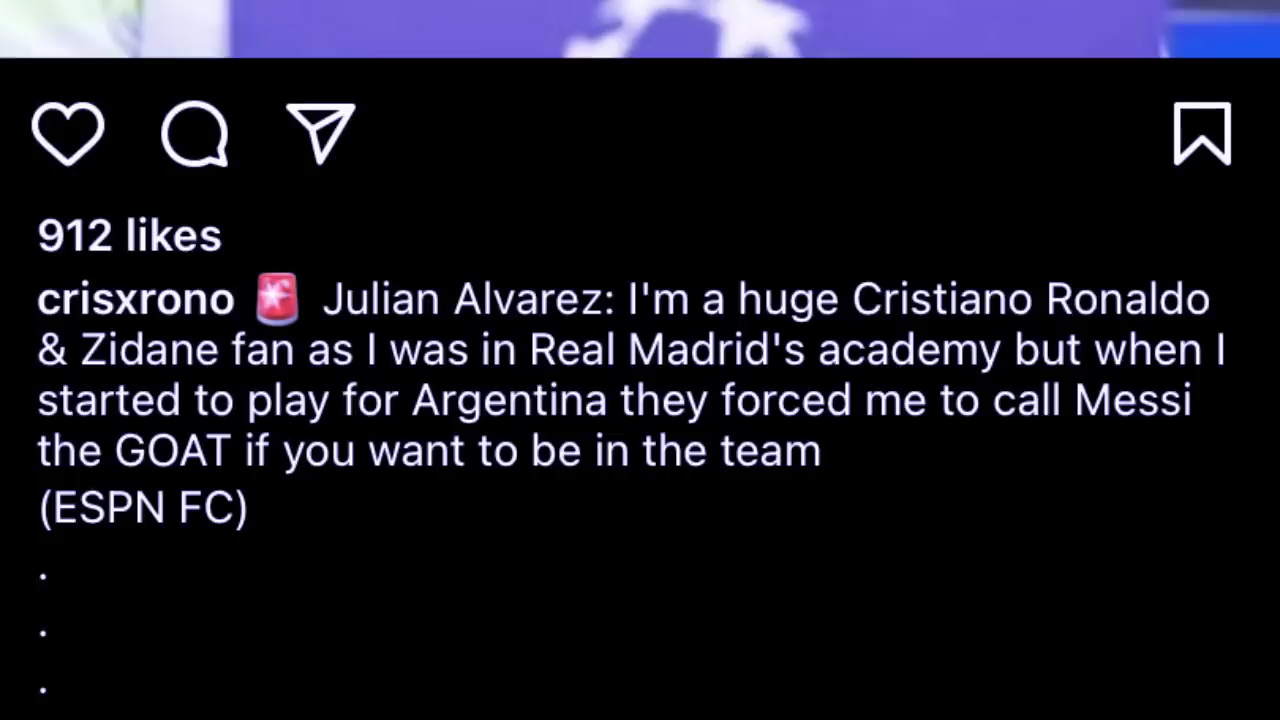 912 likes
crisxrono 🚨 Julian Alvarez: I'm a huge Cristiano Ronaldo
& Zidane fan as I was in Real Madrid's academy but when I
started to play for Argentina they forced me to call Messi
the GOAT if you want to be in the team
(ESPN FC)
.
.
.